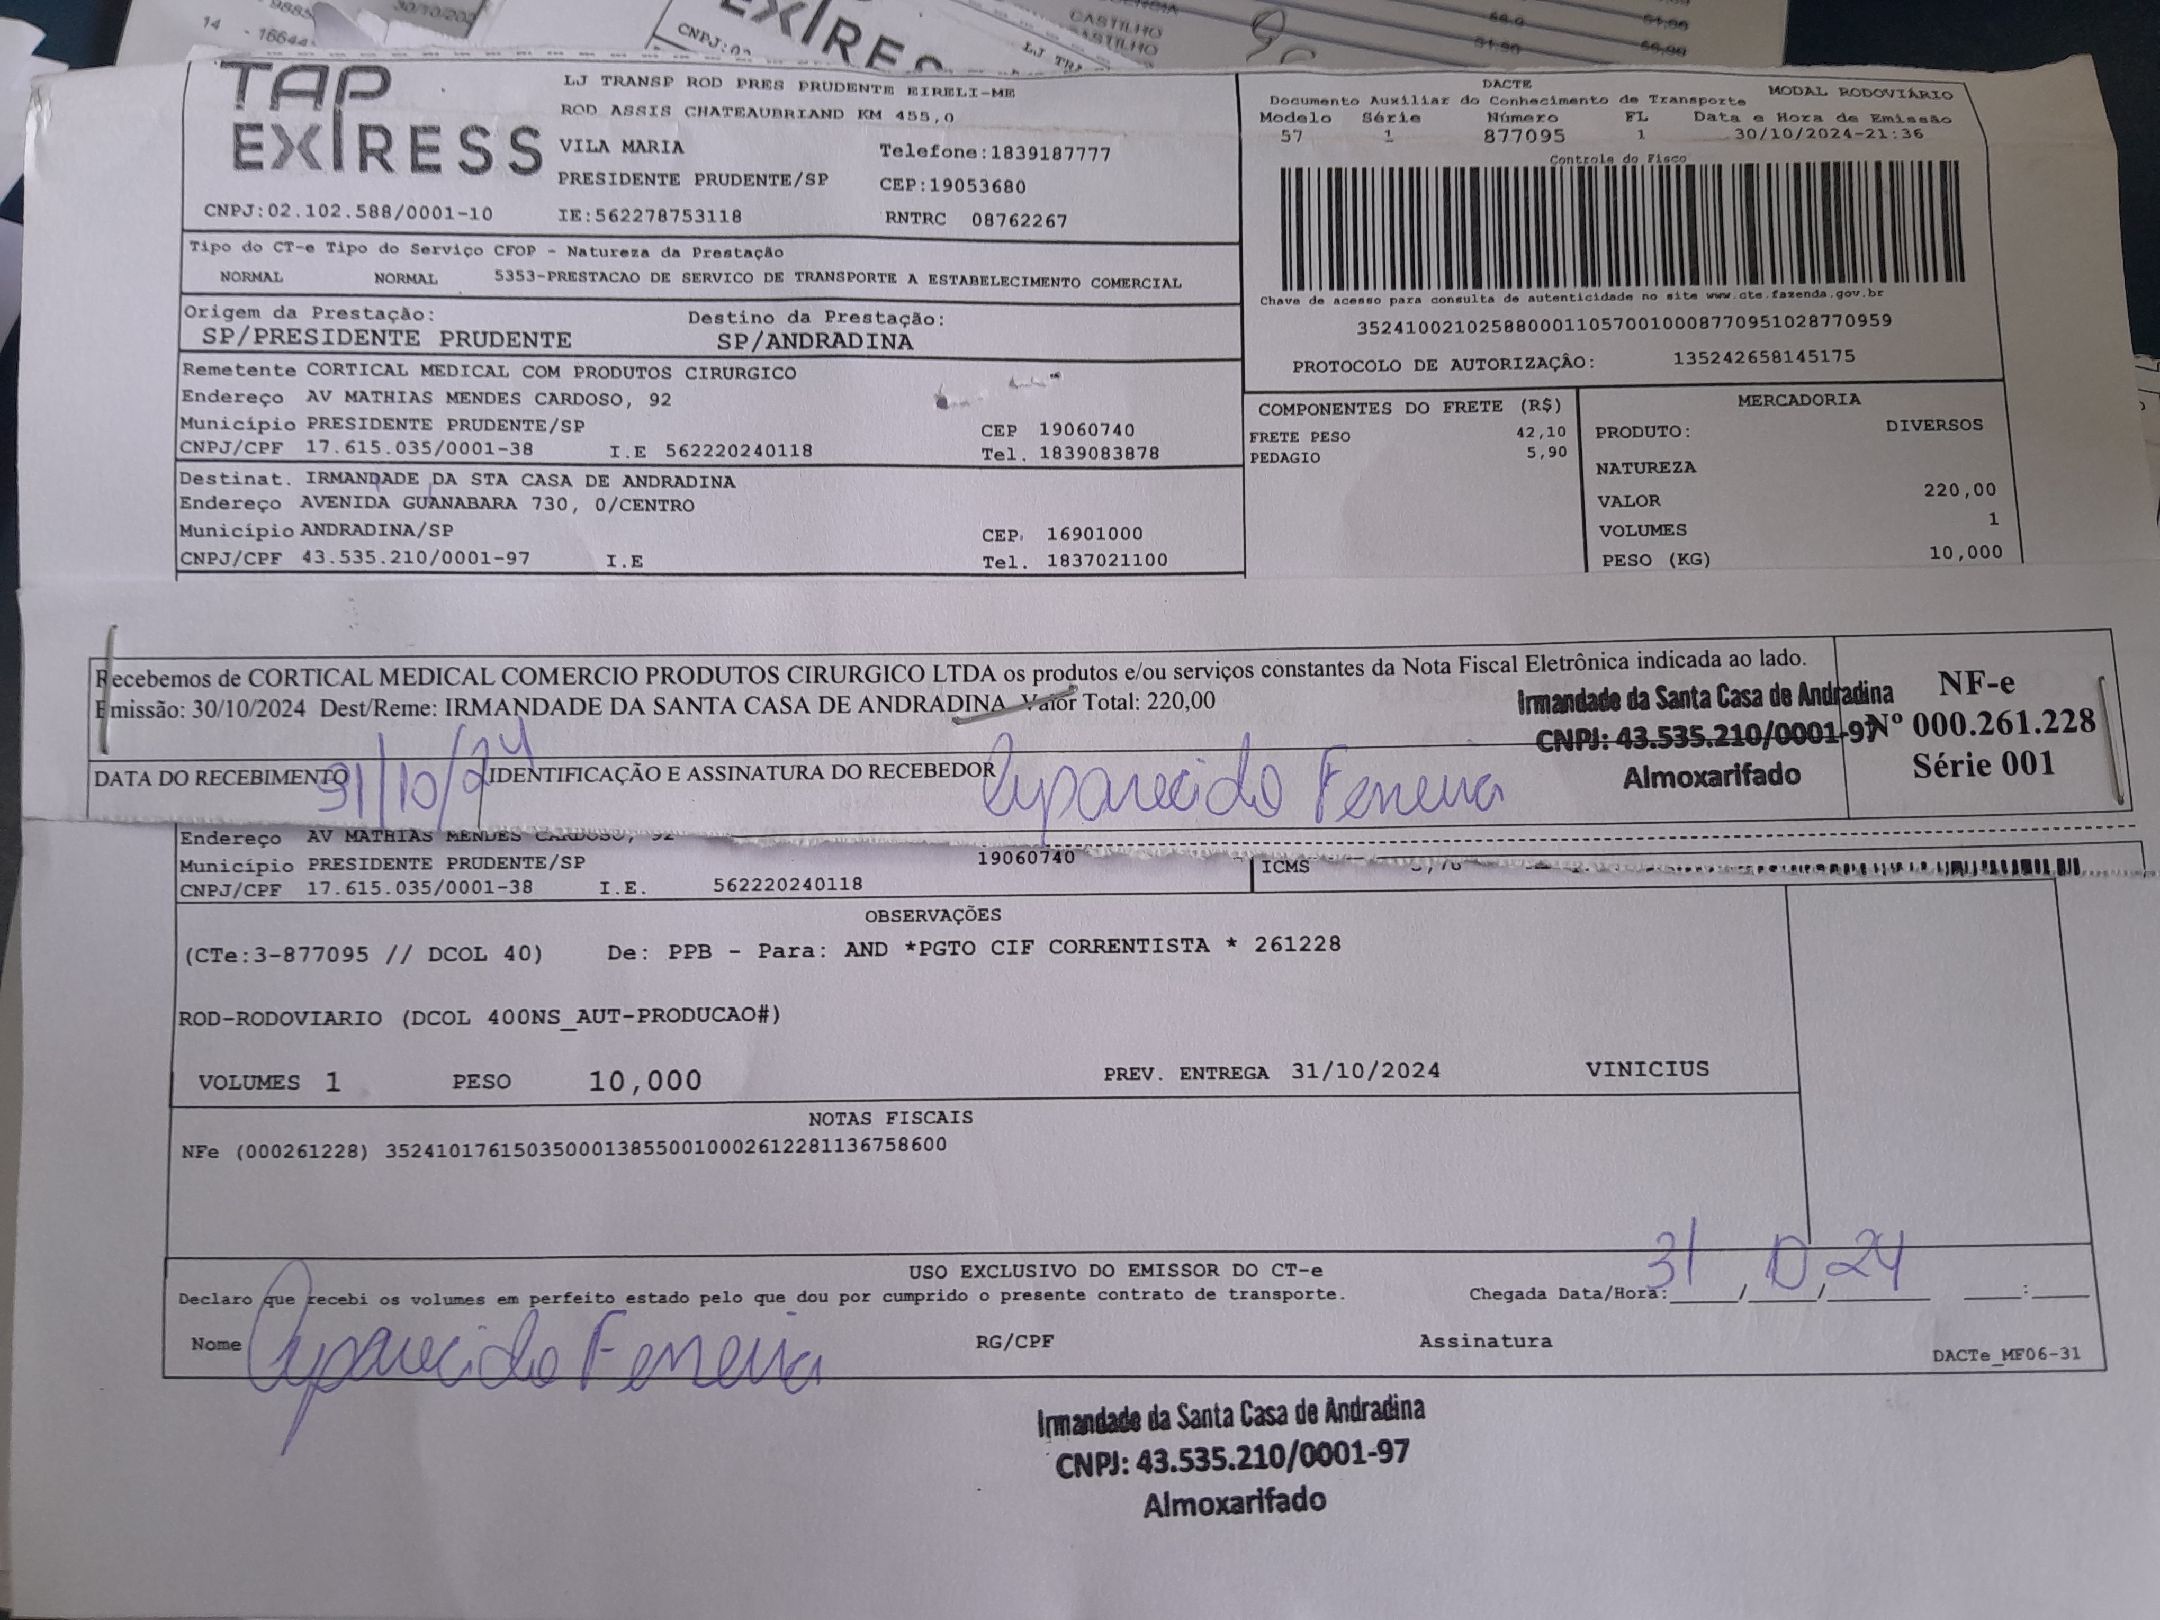 14 - 16644
30/10/202
CNPJ:02
EXIRE
CASTILHO
CASTILHO
LJ TRA
TAP
EXIRESS
LJ TRANSP ROD PRES PRUDENTE EIRELI-ME
ROD ASSIS CHATEAUBRIAND KM 455,0
VILA MARIA
Telefone:1839187777
PRESIDENTE PRUDENTE/SP
CEP:19053680
CNPJ:02.102.588/0001-10
IE:562278753118
RNTRC 08762267
DACTE
Documento Auxiliar do Conhecimento de Transporte
MODAL RODOVIÁRIO
Modelo Série Número FL Data e Hora de Emissão
57 1 877095 1 30/10/2024-21:36
Controle do Fisco
Chave de acesso para consulta de autenticidade no site www.cte.fazenda.gov.br
35241002102588000110570010008770951028770959
PROTOCOLO DE AUTORIZAÇÃO: 135242658145175
Tipo do CT-e Tipo do Serviço CFOP - Natureza da Prestação
NORMAL NORMAL 5353-PRESTACAO DE SERVICO DE TRANSPORTE A ESTABELECIMENTO COMERCIAL
Origem da Prestação: Destino da Prestação:
SP/PRESIDENTE PRUDENTE SP/ANDRADINA
Remetente CORTICAL MEDICAL COM PRODUTOS CIRURGICO
Endereço AV MATHIAS MENDES CARDOSO, 92
Município PRESIDENTE PRUDENTE/SP CEP 19060740
CNPJ/CPF 17.615.035/0001-38 I.E 562220240118 Tel. 1839083878
Destinat. IRMANDADE DA STA CASA DE ANDRADINA
Endereço AVENIDA GUANABARA 730, 0/CENTRO
Município ANDRADINA/SP CEP 16901000
CNPJ/CPF 43.535.210/0001-97 I.E Tel. 1837021100
COMPONENTES DO FRETE (R$)
FRETE PESO 42,10
PEDAGIO 5,90
MERCADORIA
PRODUTO: DIVERSOS
NATUREZA
VALOR 220,00
VOLUMES 1
PESO (KG) 10,000
Recebemos de CORTICAL MEDICAL COMERCIO PRODUTOS CIRURGICO LTDA os produtos e/ou serviços constantes da Nota Fiscal Eletrônica indicada ao lado.
Emissão: 30/10/2024 Dest/Reme: IRMANDADE DA SANTA CASA DE ANDRADINA Valor Total: 220,00
Irmandade da Santa Casa de Andradina
CNPJ: 43.535.210/0001-97
Almoxarifado
NF-e
Nº 000.261.228
Série 001
DATA DO RECEBIMENTO 31/10/24
IDENTIFICAÇÃO E ASSINATURA DO RECEBEDOR Aparecido Ferreira
Endereço AV MATHIAS MENDES CARDOSO, 92
Município PRESIDENTE PRUDENTE/SP 19060740
CNPJ/CPF 17.615.035/0001-38 I.E. 562220240118
ICMS
OBSERVAÇÕES
(CTe:3-877095 // DCOL 40) De: PPB - Para: AND *PGTO CIF CORRENTISTA * 261228
ROD-RODOVIARIO (DCOL 400NS_AUT-PRODUCAO#)
VOLUMES 1 PESO 10,000 PREV. ENTREGA 31/10/2024 VINICIUS
NOTAS FISCAIS
NFe (000261228) 35241017615035000138550010002612281136758600
USO EXCLUSIVO DO EMISSOR DO CT-e
Declaro que recebi os volumes em perfeito estado pelo que dou por cumprido o presente contrato de transporte. Chegada Data/Hora: 31/10/24 :
Nome Aparecido Ferreira RG/CPF Assinatura
DACTe_MF06-31
Irmandade da Santa Casa de Andradina
CNPJ: 43.535.210/0001-97
Almoxarifado